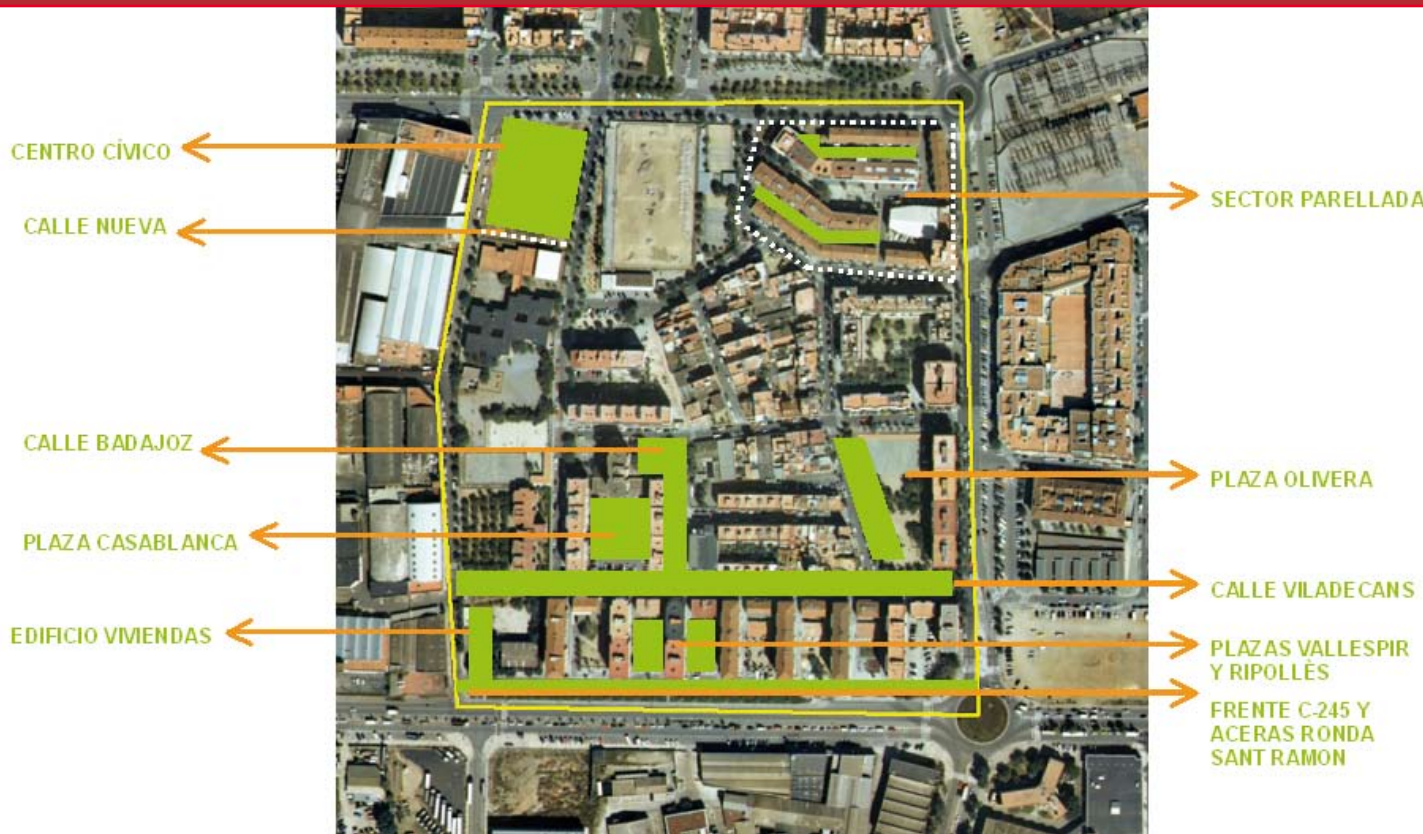 CENTRO CÍVICO
CALLE NUEVA
CALLE BADAJOZ
PLAZA CASABLANCA
EDIFICIO VIVIENDAS
SECTOR PARELLADA
PLAZA OLIVERA
CALLE VILADECANS
PLAZAS VALLESPIR
Y RIPOLLÈS
FRENTE C-245 Y
ACERAS RONDA
SANT RAMON